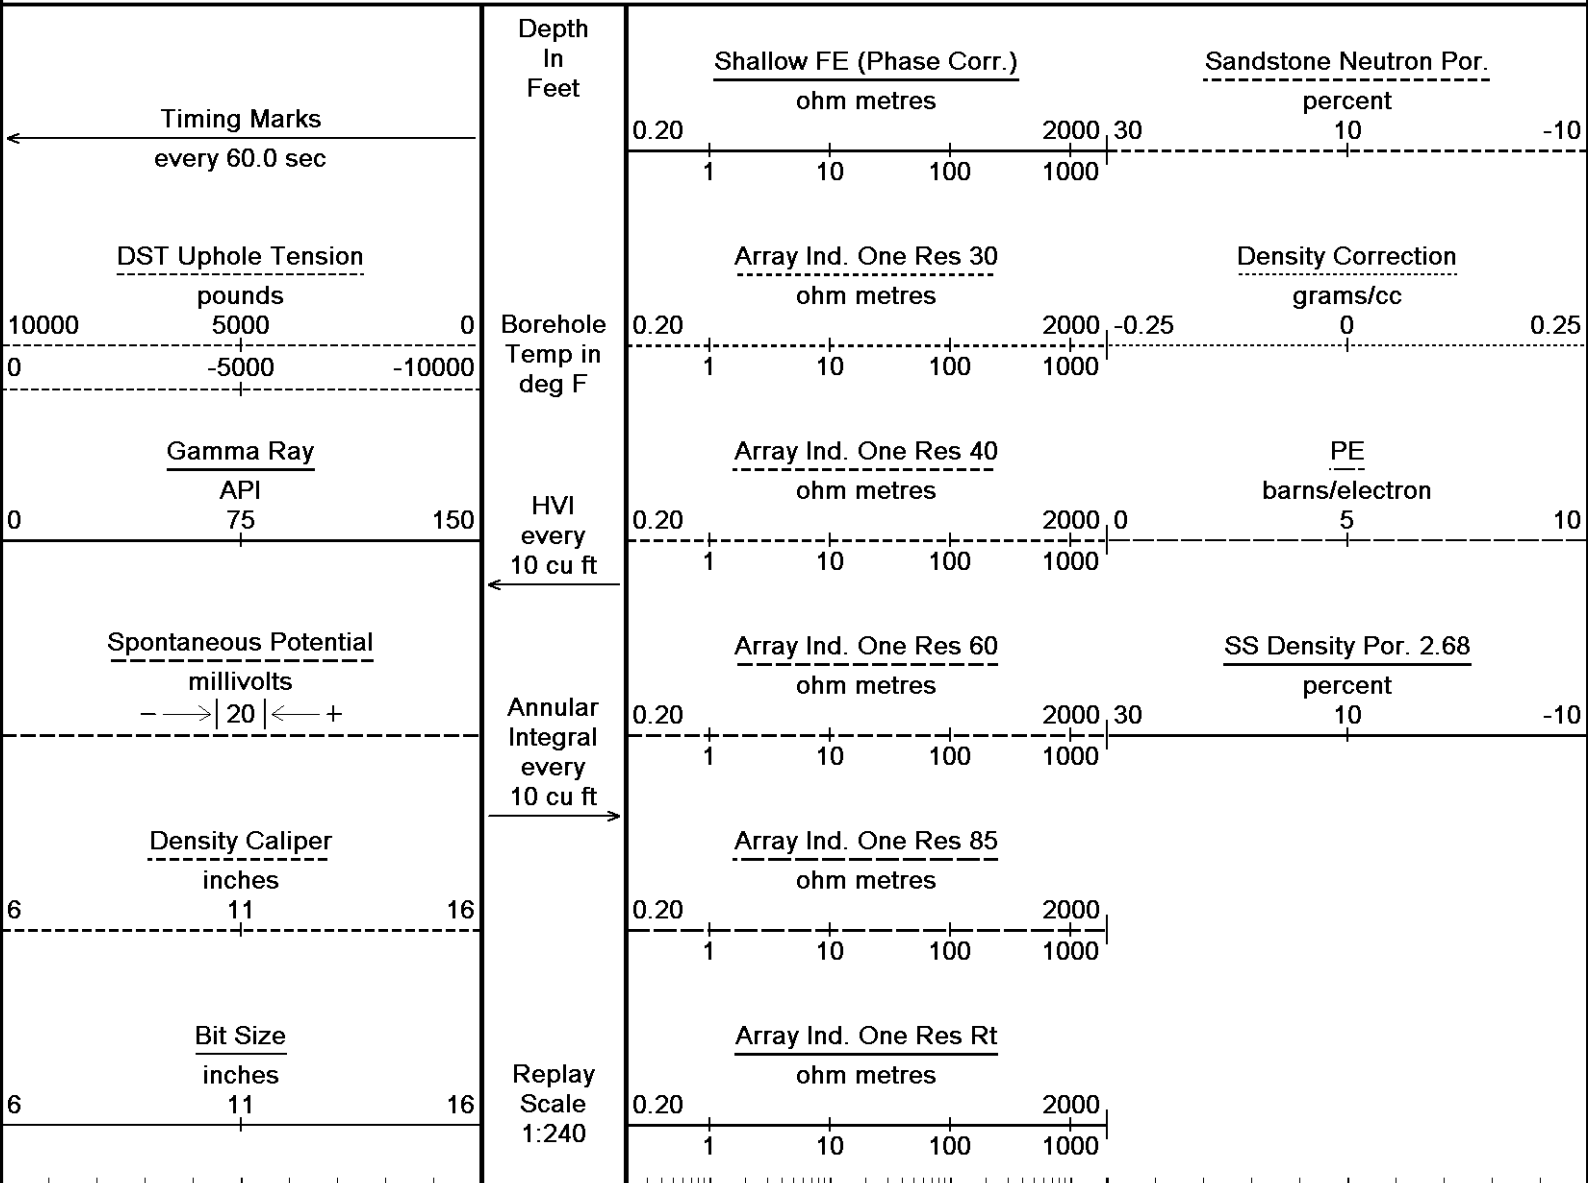 Timing Marks
every 60.0 sec
DST Uphole Tension
pounds
10000 5000 0
0 -5000 -10000
Gamma Ray
API
0 75 150
Spontaneous Potential
millivolts
− 20 +
Density Caliper
inches
6 11 16
Bit Size
inches
6 11 16
Depth
In
Feet
Borehole
Temp in
deg F
HVI
every
10 cu ft
Annular
Integral
every
10 cu ft
Replay
Scale
1:240
Shallow FE (Phase Corr.)
ohm metres
0.20 2000
1 10 100 1000
Array Ind. One Res 30
ohm metres
0.20 2000
1 10 100 1000
Array Ind. One Res 40
ohm metres
0.20 2000
1 10 100 1000
Array Ind. One Res 60
ohm metres
0.20 2000
1 10 100 1000
Array Ind. One Res 85
ohm metres
0.20 2000
1 10 100 1000
Array Ind. One Res Rt
ohm metres
0.20 2000
1 10 100 1000
Sandstone Neutron Por.
percent
30 10 -10
Density Correction
grams/cc
-0.25 0 0.25
PE
barns/electron
0 5 10
SS Density Por. 2.68
percent
30 10 -10